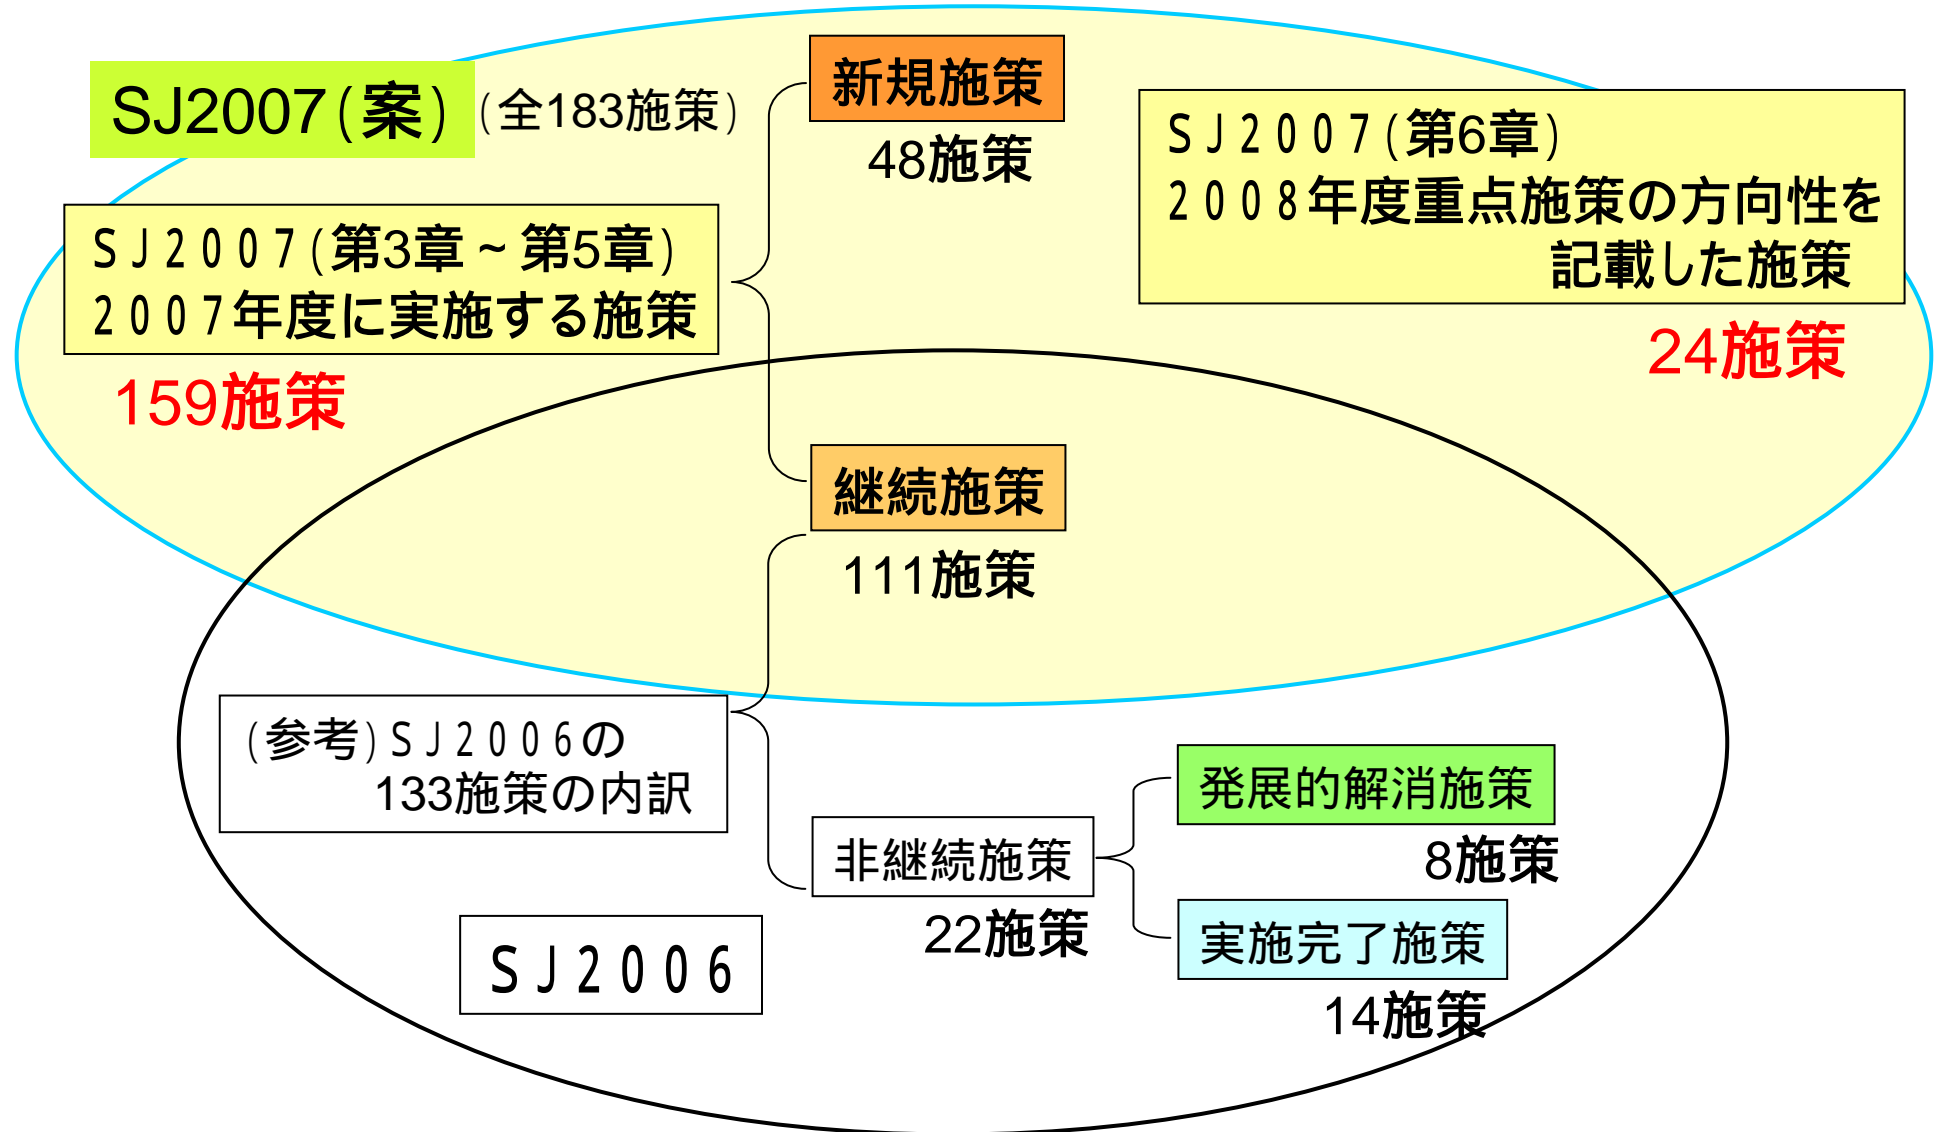 SJ2007(案) (全183施策)
新規施策
48施策
ＳＪ２００７(第3章~第5章)
２００７年度に実施する施策
159施策
ＳＪ２００７(第6章)
２００８年度重点施策の方向性を
記載した施策
24施策
継続施策
111施策
(参考)ＳＪ２００６の
133施策の内訳
非継続施策
22施策
発展的解消施策
8施策
実施完了施策
14施策
ＳＪ２００６